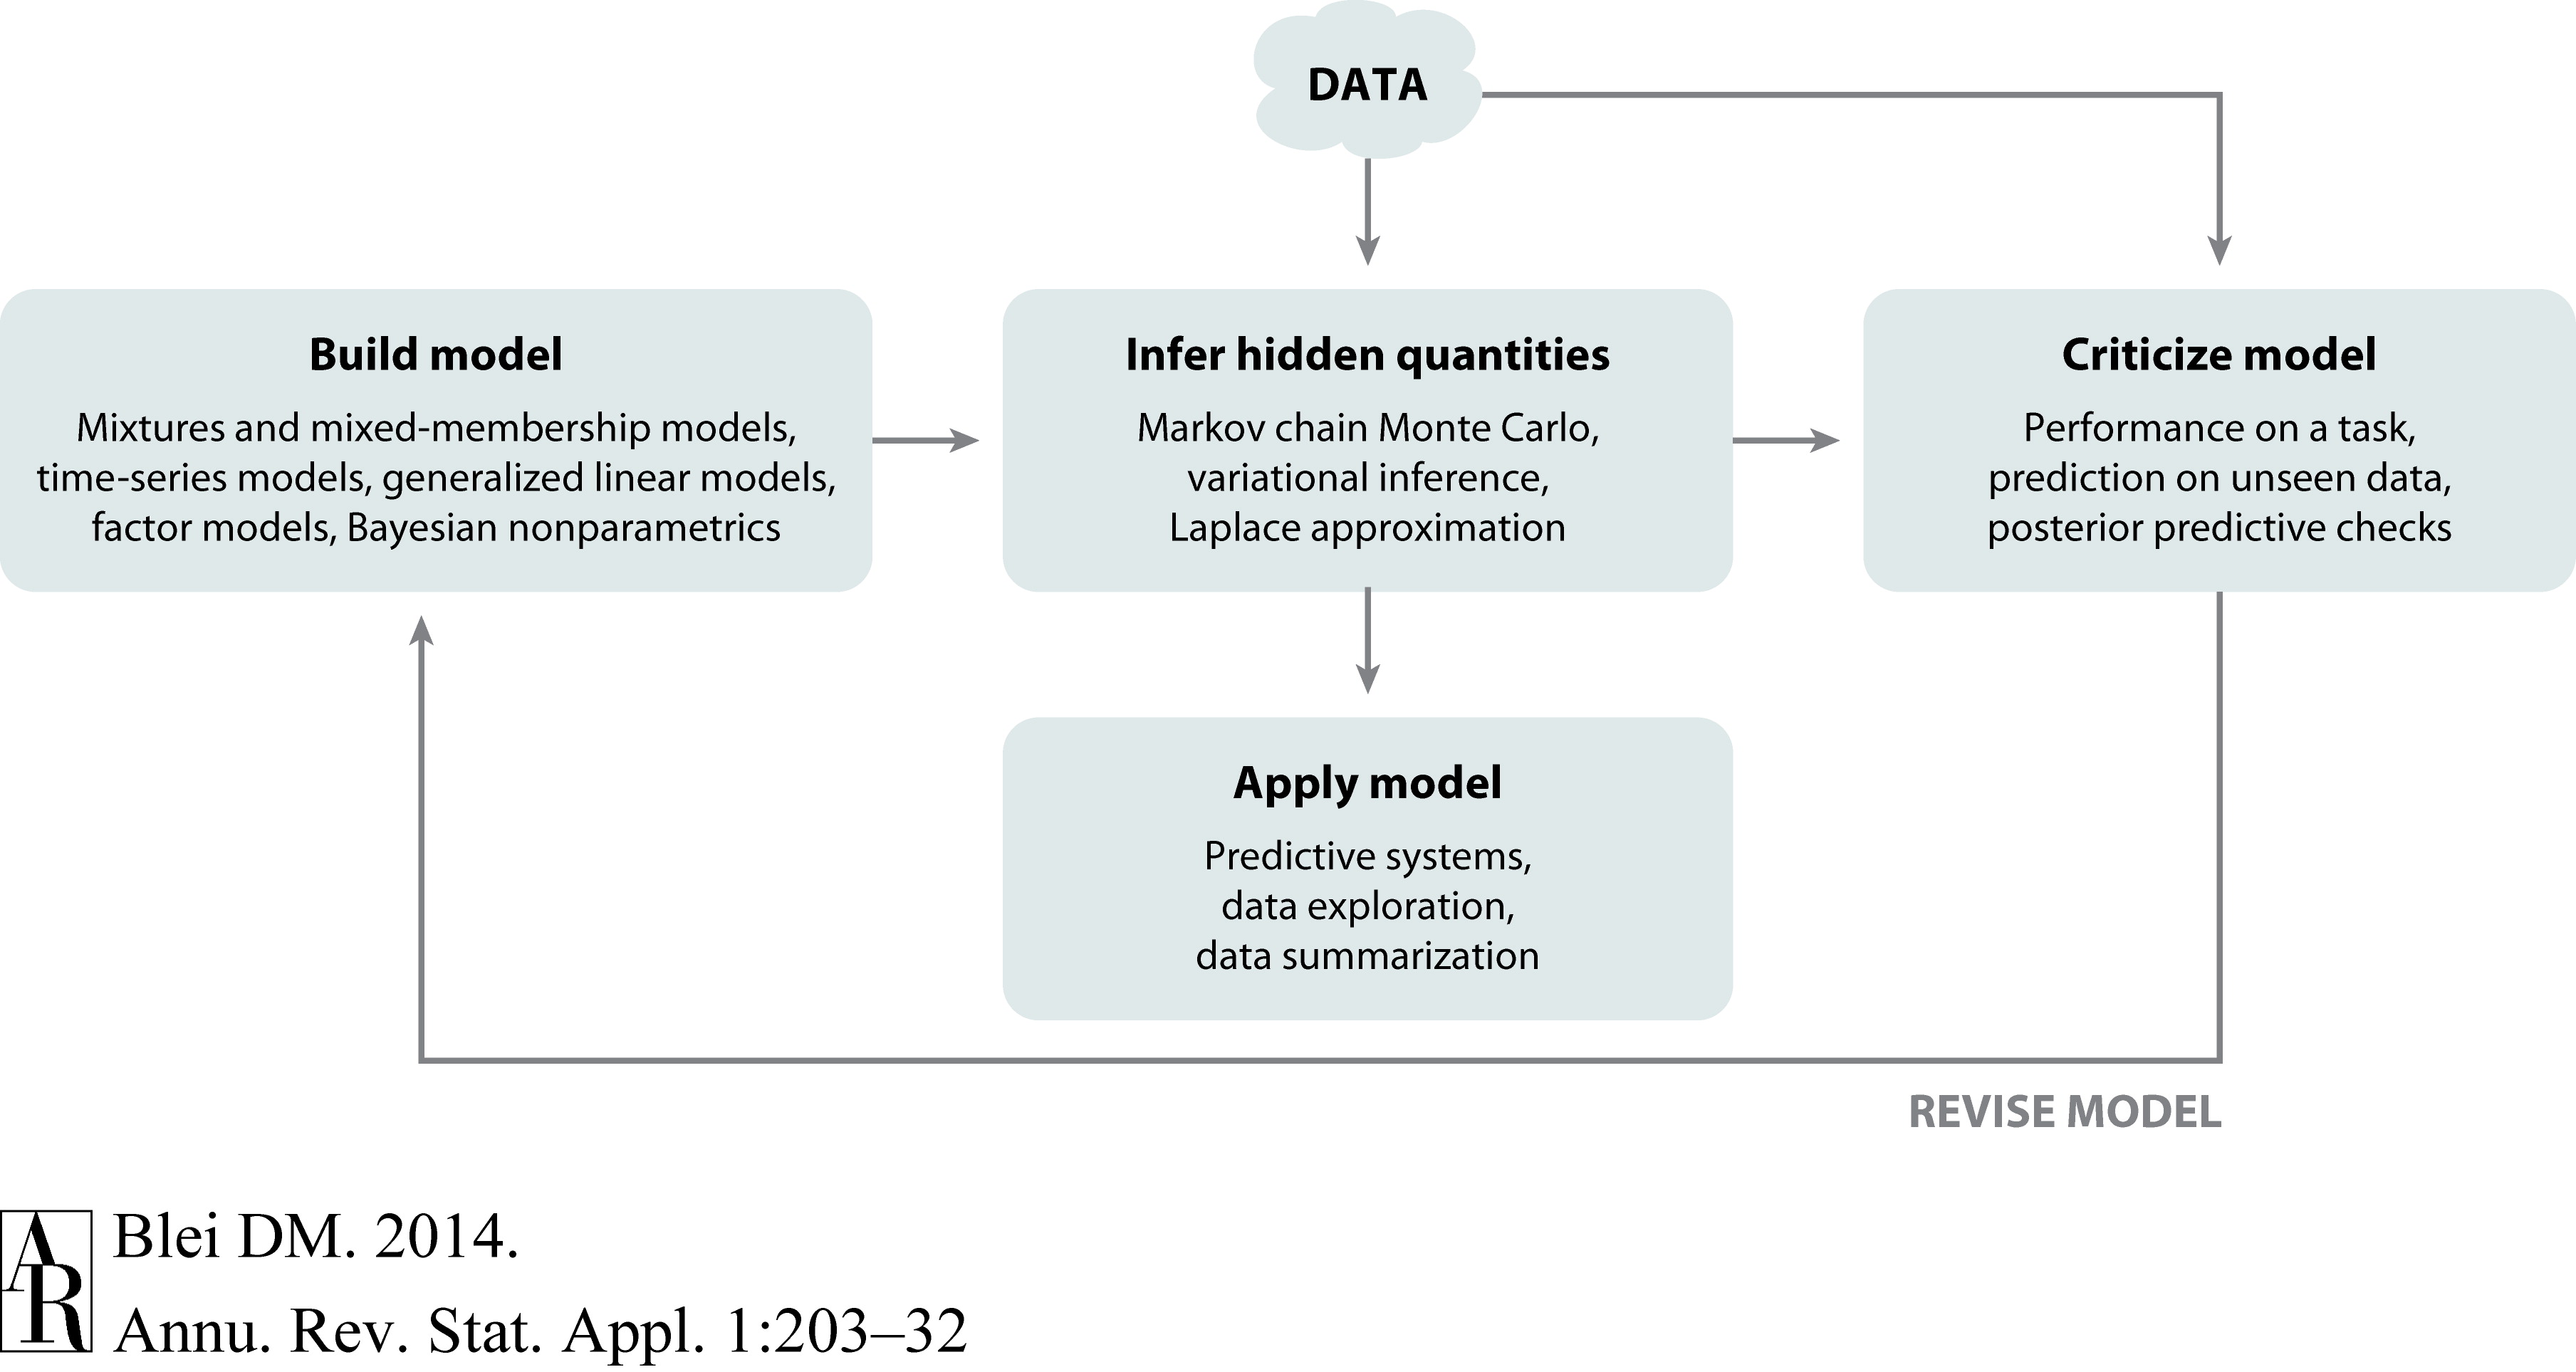 DATA
Build model
Mixtures and mixed-membership models,
time-series models, generalized linear models,
factor models, Bayesian nonparametrics
Infer hidden quantities
Markov chain Monte Carlo,
variational inference,
Laplace approximation
Criticize model
Performance on a task,
prediction on unseen data,
posterior predictive checks
Apply model
Predictive systems,
data exploration,
data summarization
REVISE MODEL
AR
Blei DM. 2014.
Annu. Rev. Stat. Appl. 1:203–32